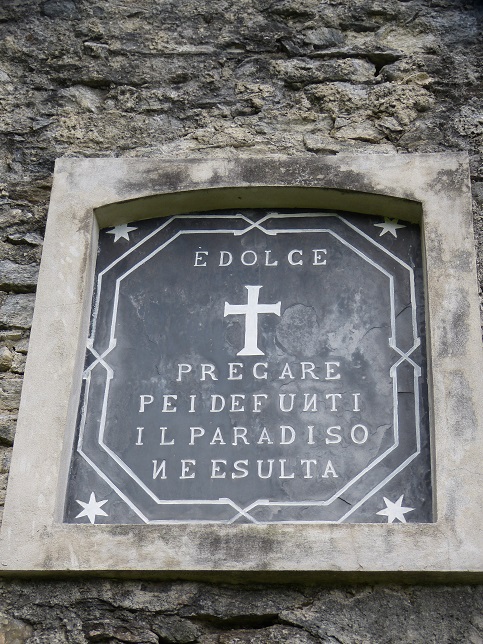 È DOLCE
PREGARE
PEI DEFUNTI
IL PARADISO
NE ESULTA